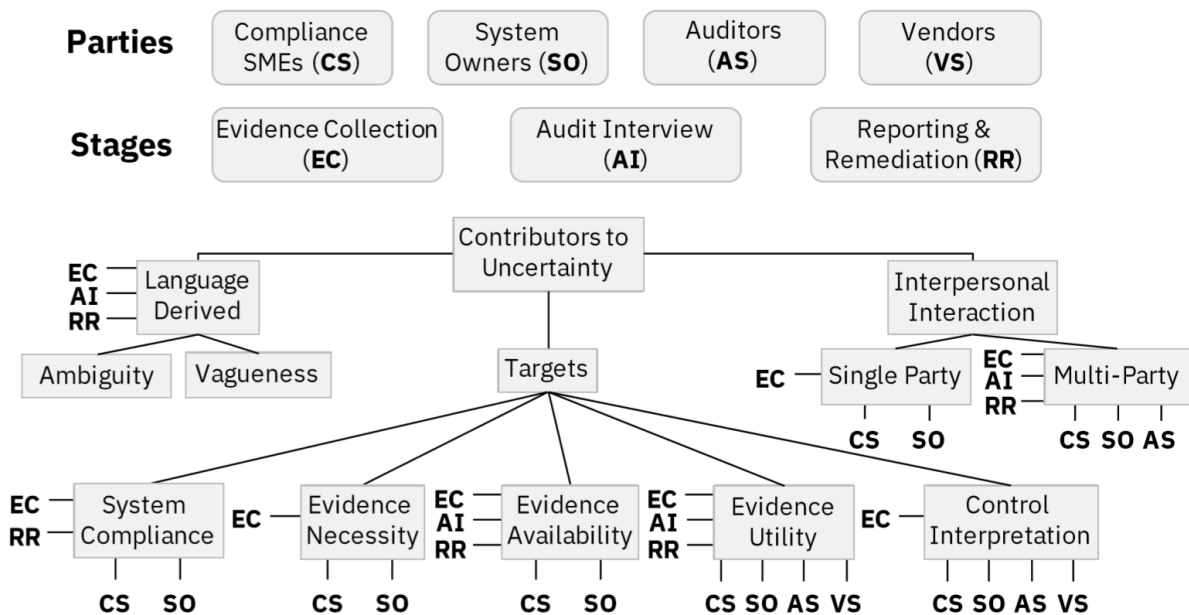 Parties
Compliance
SMEs (CS)
System
Owners (SO)
Auditors
(AS)
Vendors
(VS)
Stages
Evidence Collection
(EC)
Audit Interview
(AI)
Reporting &
Remediation (RR)
Contributors to
Uncertainty
EC
AI
RR
Language
Derived
Ambiguity
Vagueness
Targets
Interpersonal
Interaction
EC
Single Party
CS SO
EC
AI
RR
Multi-Party
CS SO AS
EC
RR
System
Compliance
CS SO
EC
Evidence
Necessity
CS SO
EC
AI
RR
Evidence
Availability
CS SO
EC
AI
RR
Evidence
Utility
CS SO AS VS
EC
Control
Interpretation
CS SO AS VS